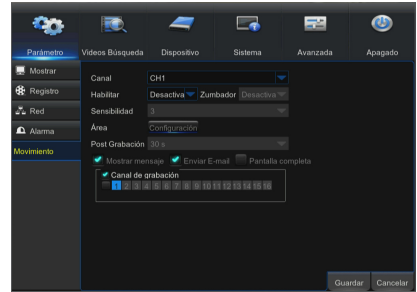 Parámetro Vídeos Búsqueda Dispositivo Sistema Avanzada Apagado
Mostrar
Registro
Red
Alarma
Movimiento
Canal CH1
Habilitar Desactiva Zumbador Desactiva
Sensibilidad 3
Área Configuración
Post Grabación 30 s
Mostrar mensaje Enviar E-mail Pantalla completa
Canal de grabación
1 2 3 4 5 6 7 8 9 10 11 12 13 14 15 16
Guardar Cancelar